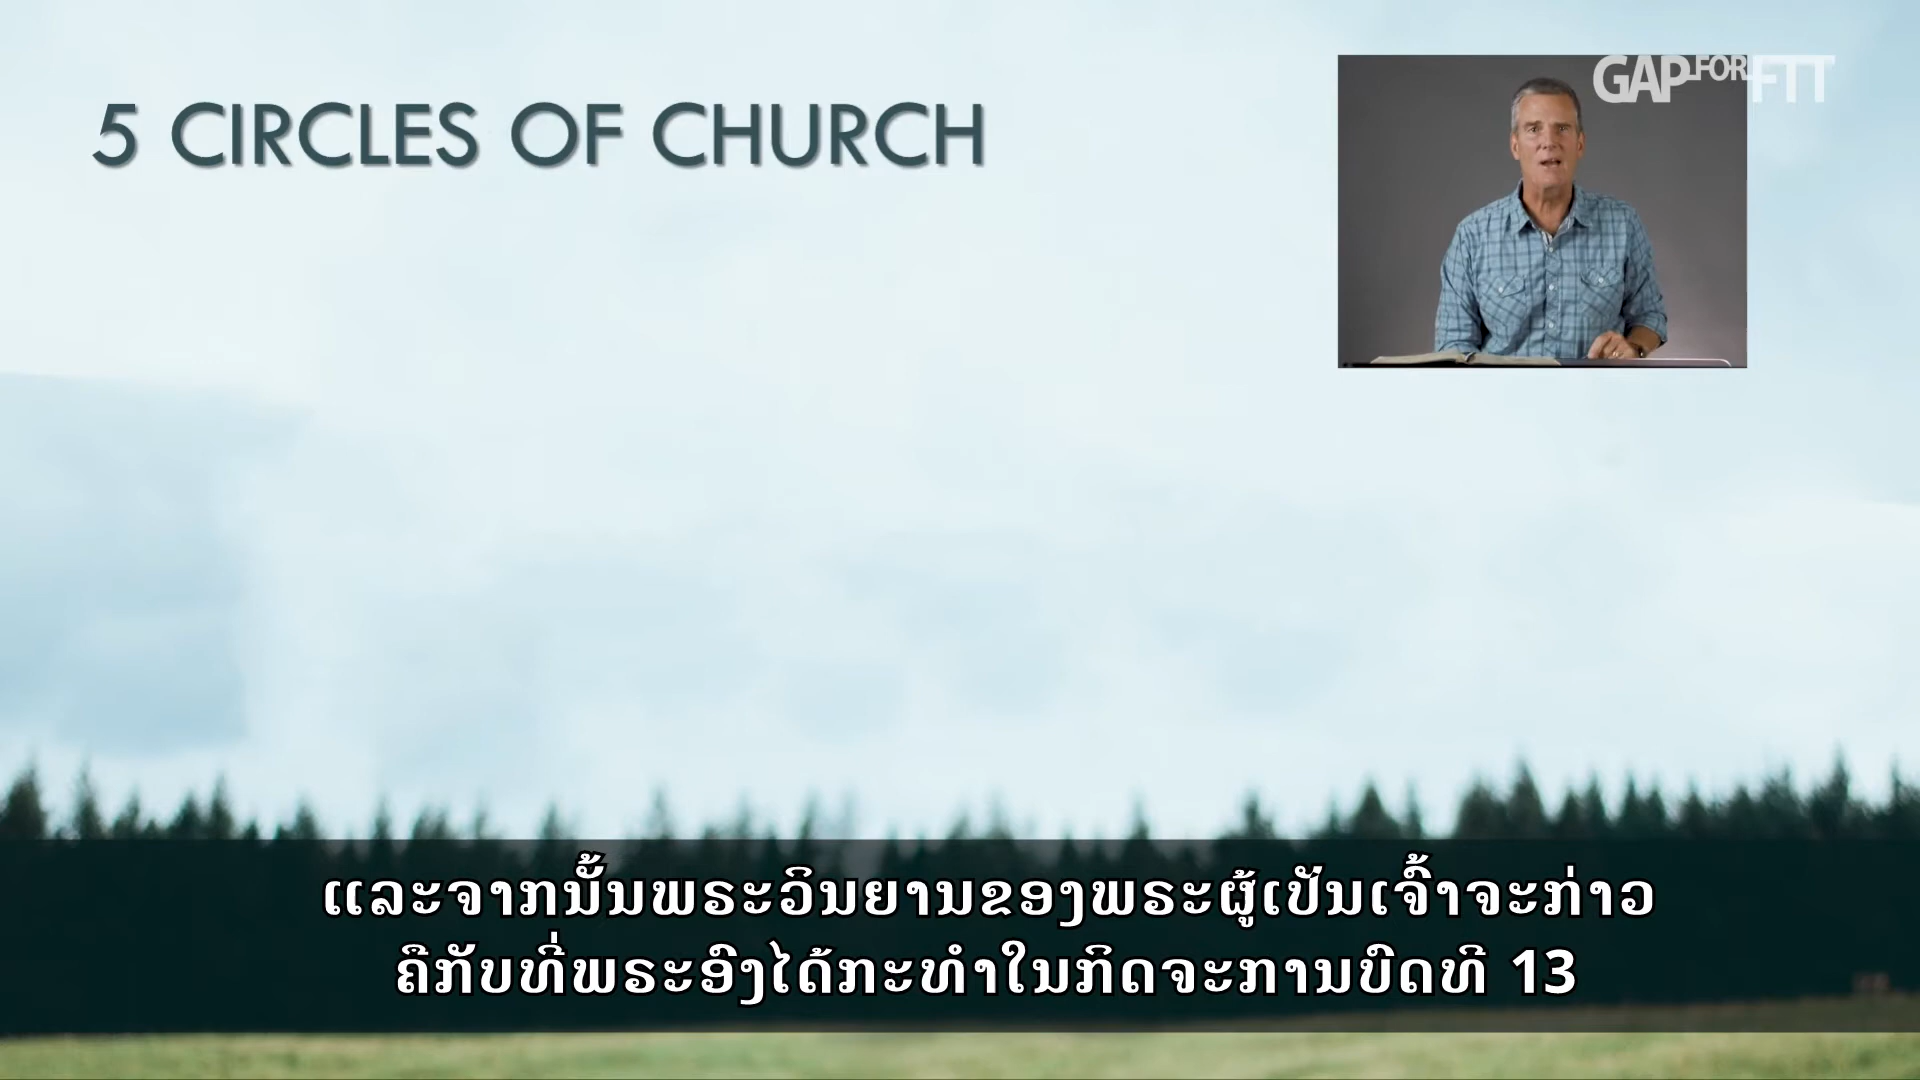 GAP FOR FTT
5 CIRCLES OF CHURCH
ແລະຈາກນັ້ນພຣະວິນຍານຂອງພຣະຜູ້ເປັນເຈົ້າຈະກ່າວ
ຄືກັບທີ່ພຣະອົງໄດ້ກະທຳໃນກິດຈະການບົດທີ 13